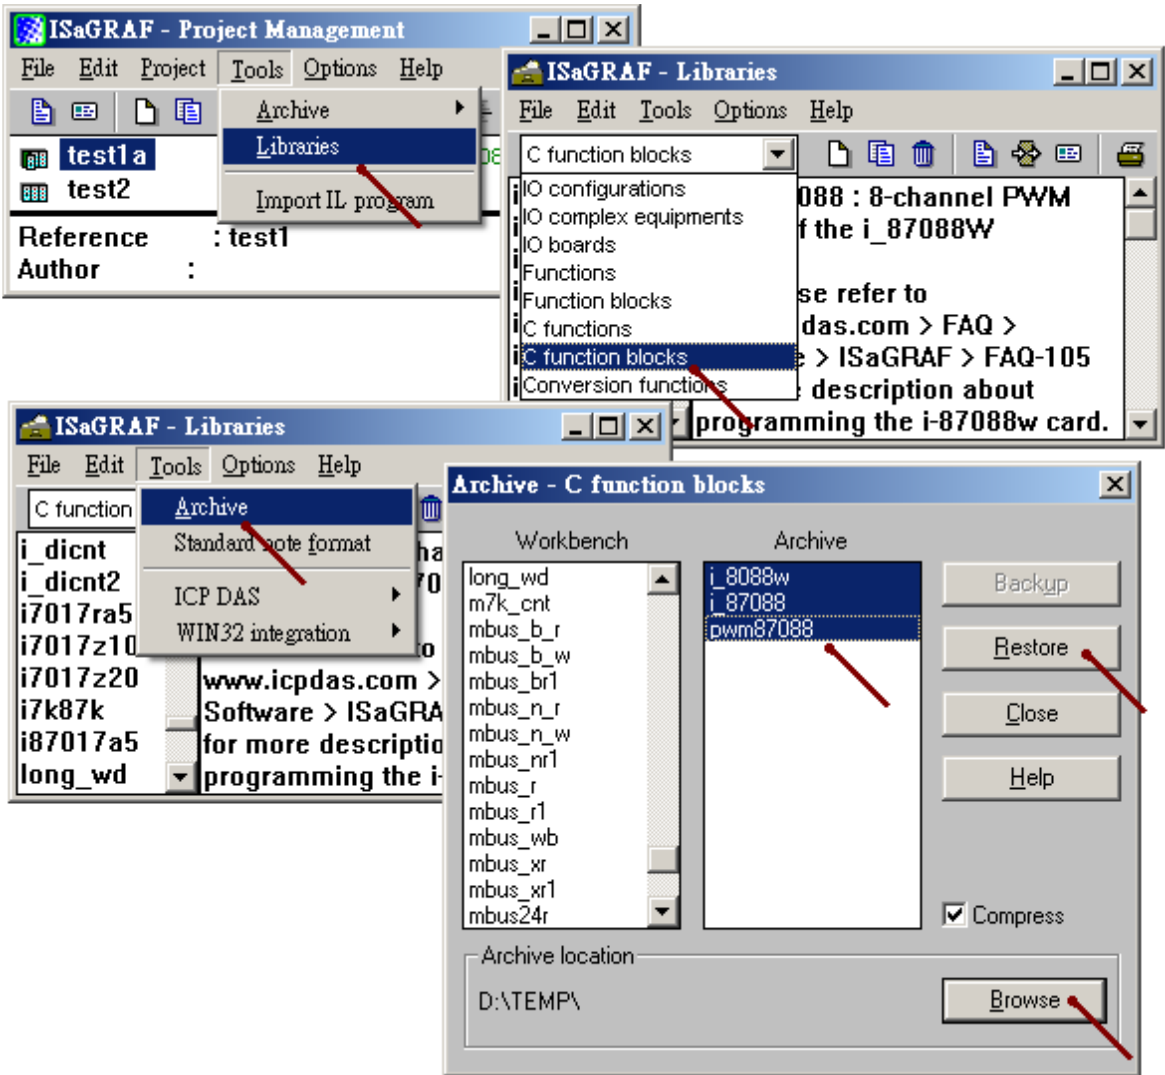 ISaGRAF - Project Management
File Edit Project Tools Options Help
Archive
Libraries
Import IL program
test1a
test2
Reference : test1
Author :
ISaGRAF - Libraries
File Edit Tools Options Help
C function blocks
IO configurations
IO complex equipments
IO boards
Functions
Function blocks
C functions
C function blocks
Conversion functions
088 : 8-channel PWM
f the i_87088W
se refer to
das.com > FAQ >
e > ISaGRAF > FAQ-105
description about
programming the i-87088w card.
ISaGRAF - Libraries
File Edit Tools Options Help
C function
Archive
Standard note format
ICP DAS
WIN32 integration
i_dicnt
i_dicnt2
i7017ra5
i7017z10
i7017z20
i7k87k
i87017a5
long_wd
to
www.icpdas.com >
Software > ISaGRA
for more descriptio
programming the i-
Archive - C function blocks
Workbench Archive
long_wd
m7k_cnt
mbus_b_r
mbus_b_w
mbus_br1
mbus_n_r
mbus_n_w
mbus_nr1
mbus_r
mbus_r1
mbus_wb
mbus_xr
mbus_xr1
mbus24r
i_8088w
i_87088
pwm87088
Backup
Restore
Close
Help
Compress
Archive location
D:\TEMP\
Browse